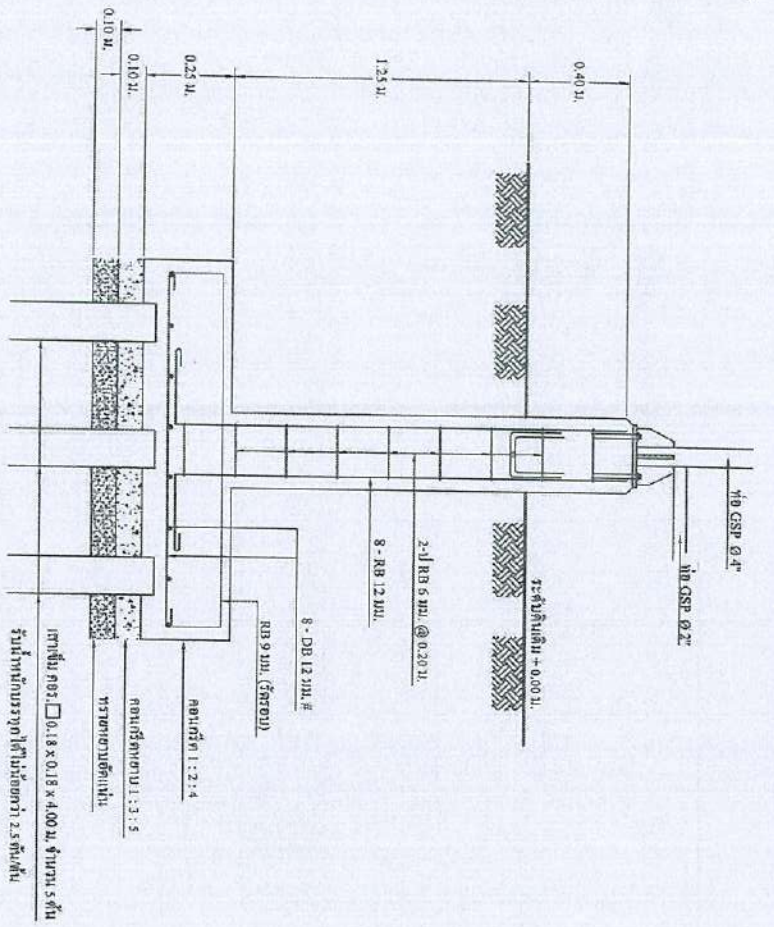 ท่อ GSP Ø 4"
ท่อ GSP Ø 2"
ระดับดินเดิม + 0.00 ม.
2-ป RB 6 มม. @ 0.20 ม.
8 - RB 12 มม.
8 - DB 12 มม. #
RB 9 มม. (รัดรอบ)
คอนกรีต 1 : 2 : 4
คอนกรีตหยาบ 1 : 3 : 5
ทรายหยาบอัดแน่น
เสาเข็ม คอร. 0.18 x 0.18 x 4.00 ม. จำนวน 5 ต้น
รับน้ำหนักบรรทุกได้ไม่น้อยกว่า 2.5 ตัน/ต้น
0.40 ม.
1.25 ม.
0.25 ม.
0.10 ม.
0.10 ม.